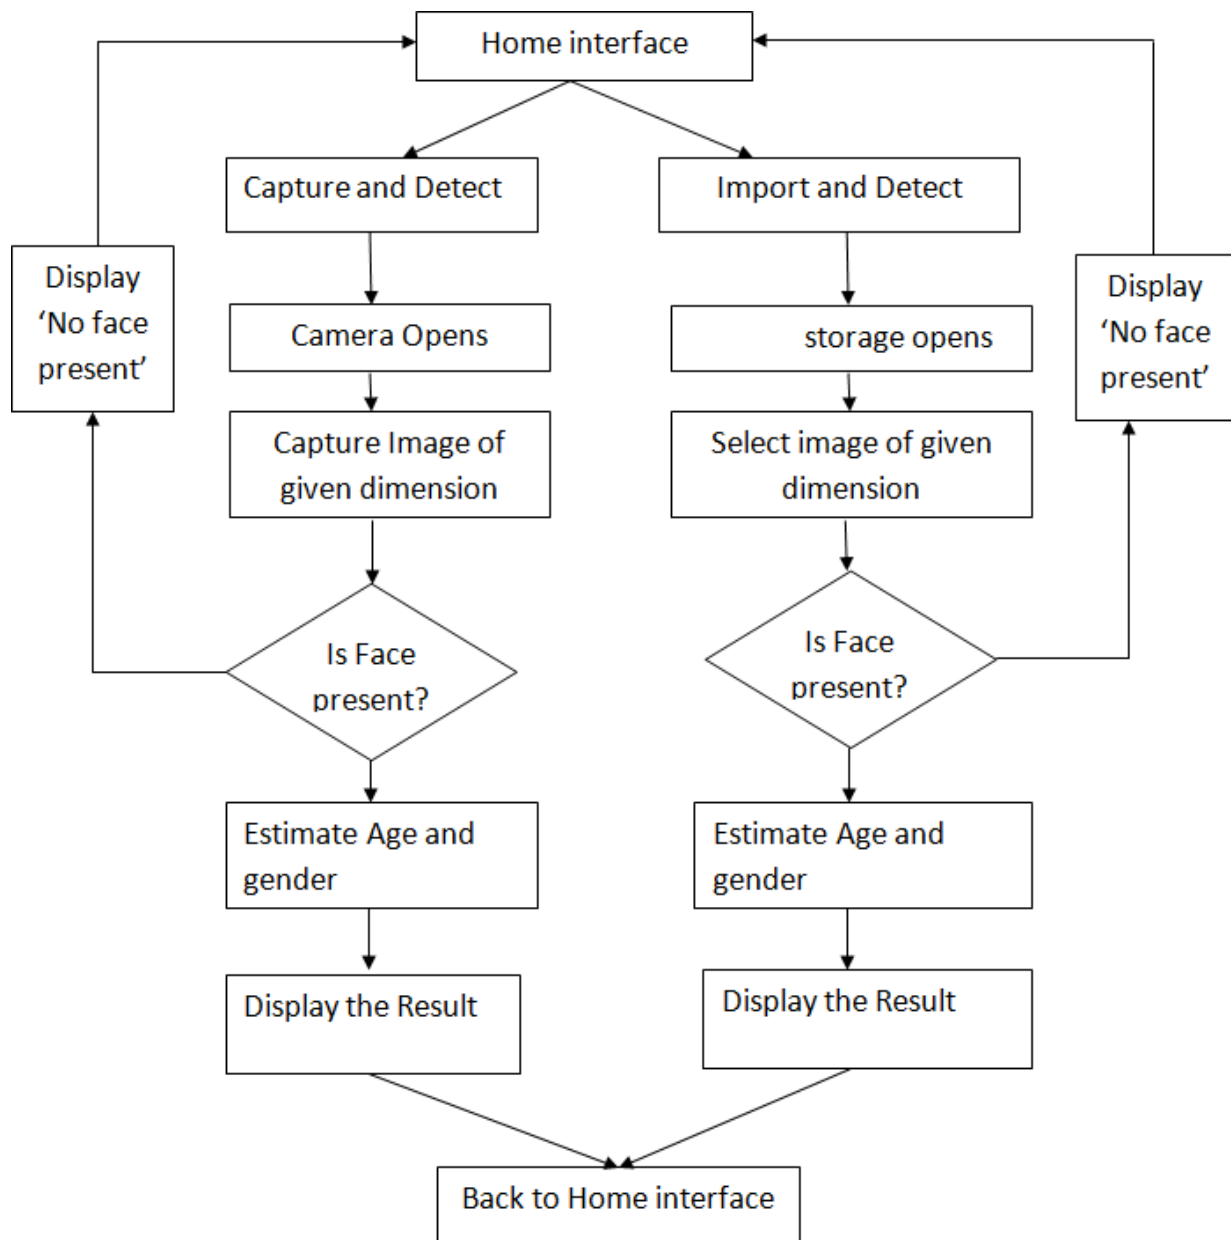 Home interface
Capture and Detect
Import and Detect
Display
‘No face
present’
Display
‘No face
present’
Camera Opens
storage opens
Capture Image of
given dimension
Select image of given
dimension
Is Face
present?
Is Face
present?
Estimate Age and
gender
Estimate Age and
gender
Display the Result
Display the Result
Back to Home interface